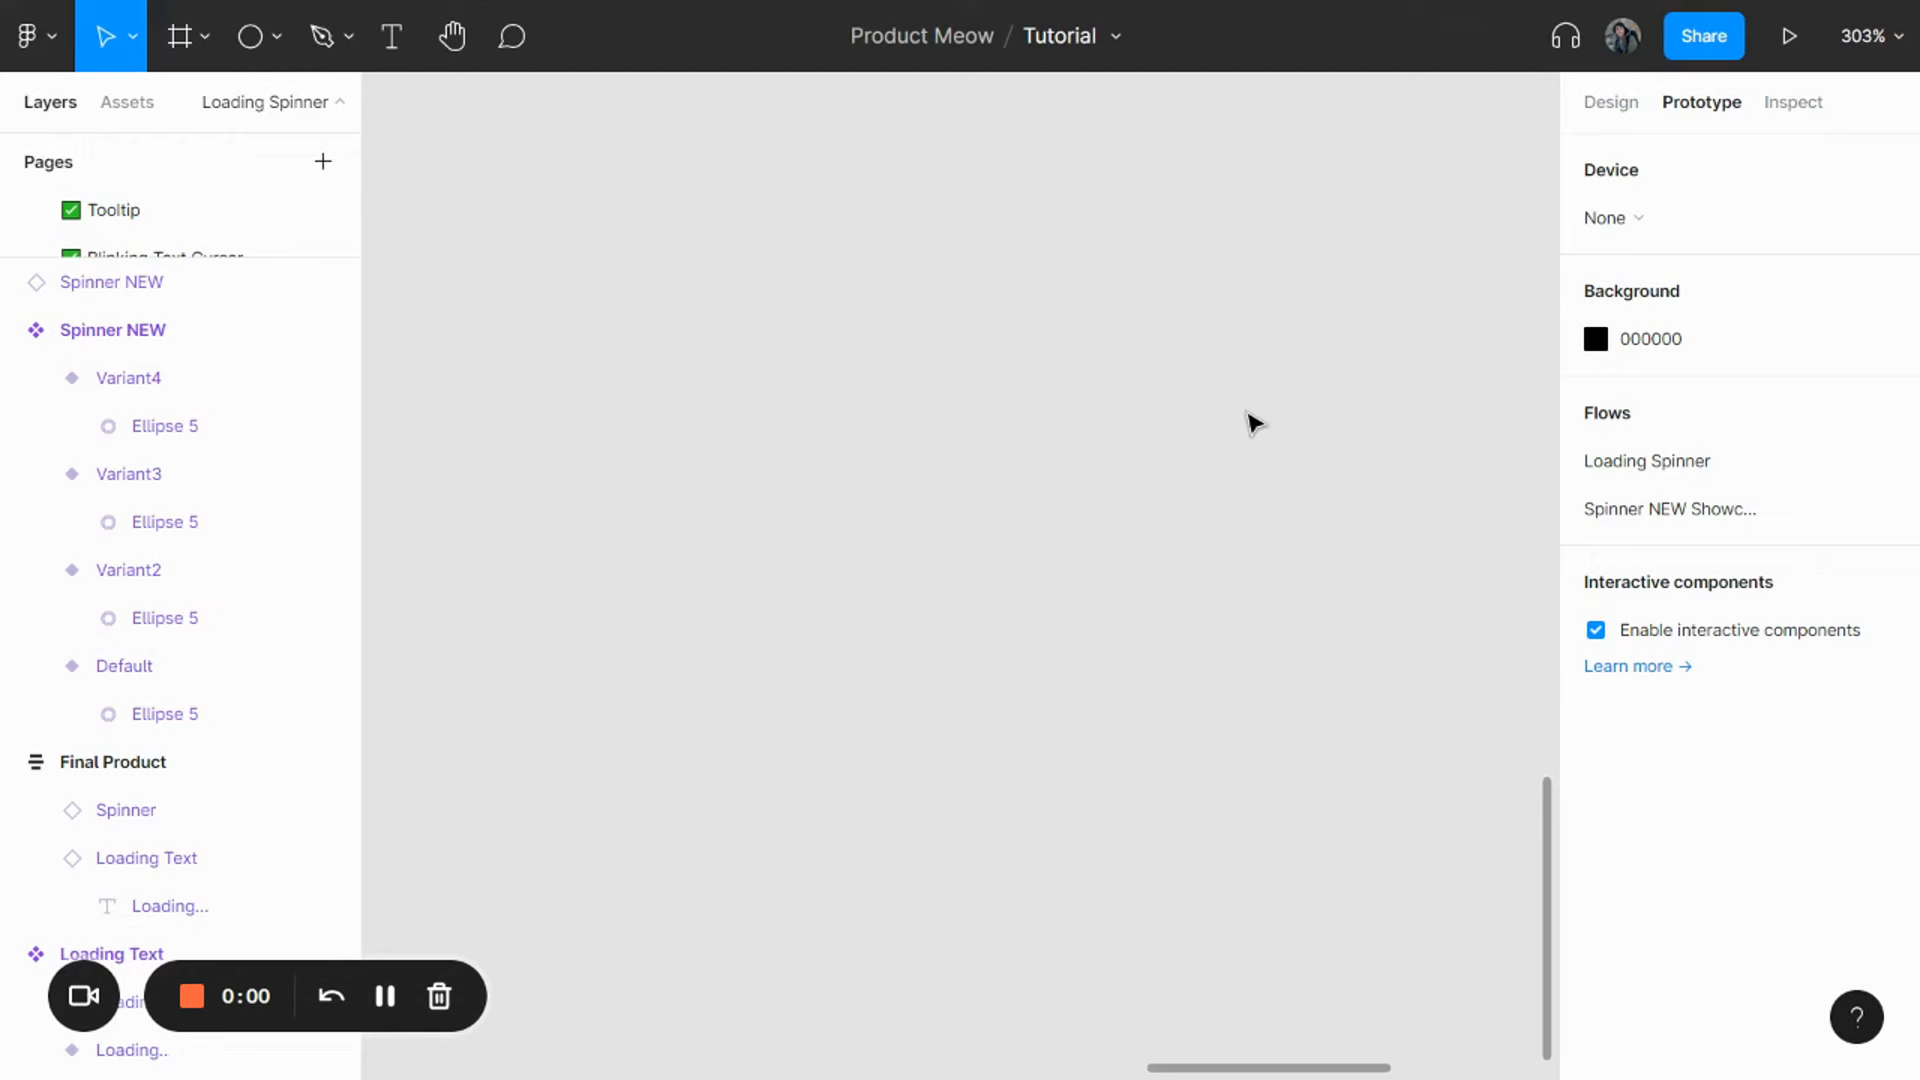 Product Meow / Tutorial
Share
303%
Layers
Assets
Loading Spinner
Pages
Tooltip
Blinking Text Cursor
Spinner NEW
Spinner NEW
Variant4
Ellipse 5
Variant3
Ellipse 5
Variant2
Ellipse 5
Default
Ellipse 5
Final Product
Spinner
Loading Text
Loading...
Loading Text
Loading..
0:00
Design
Prototype
Inspect
Device
None
Background
000000
Flows
Loading Spinner
Spinner NEW Showc...
Interactive components
Enable interactive components
Learn more →
?